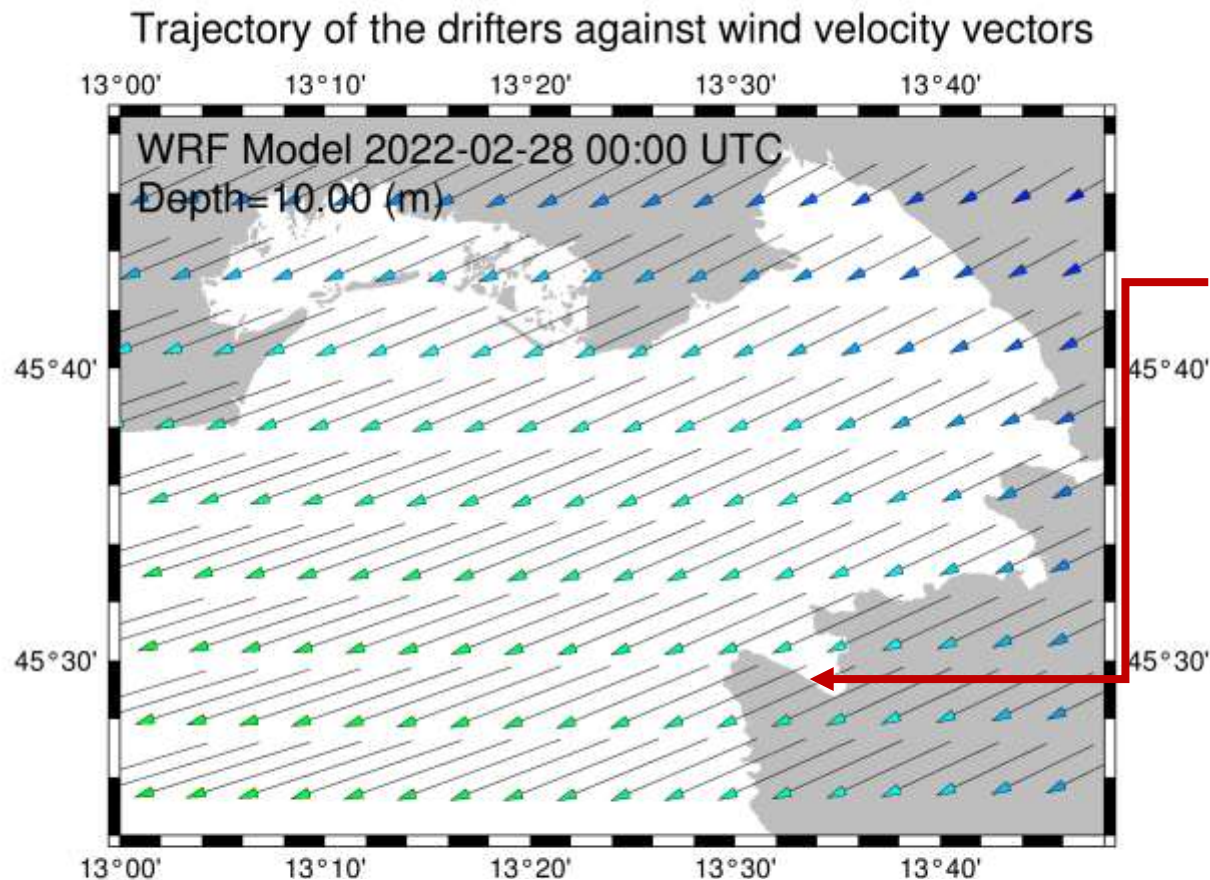 Trajectory of the drifters against wind velocity vectors
13°00' 13°10' 13°20' 13°30' 13°40'
WRF Model 2022-02-28 00:00 UTC
Depth=10.00 (m)
45°40' 45°40'
45°30' 45°30'
13°00' 13°10' 13°20' 13°30' 13°40'